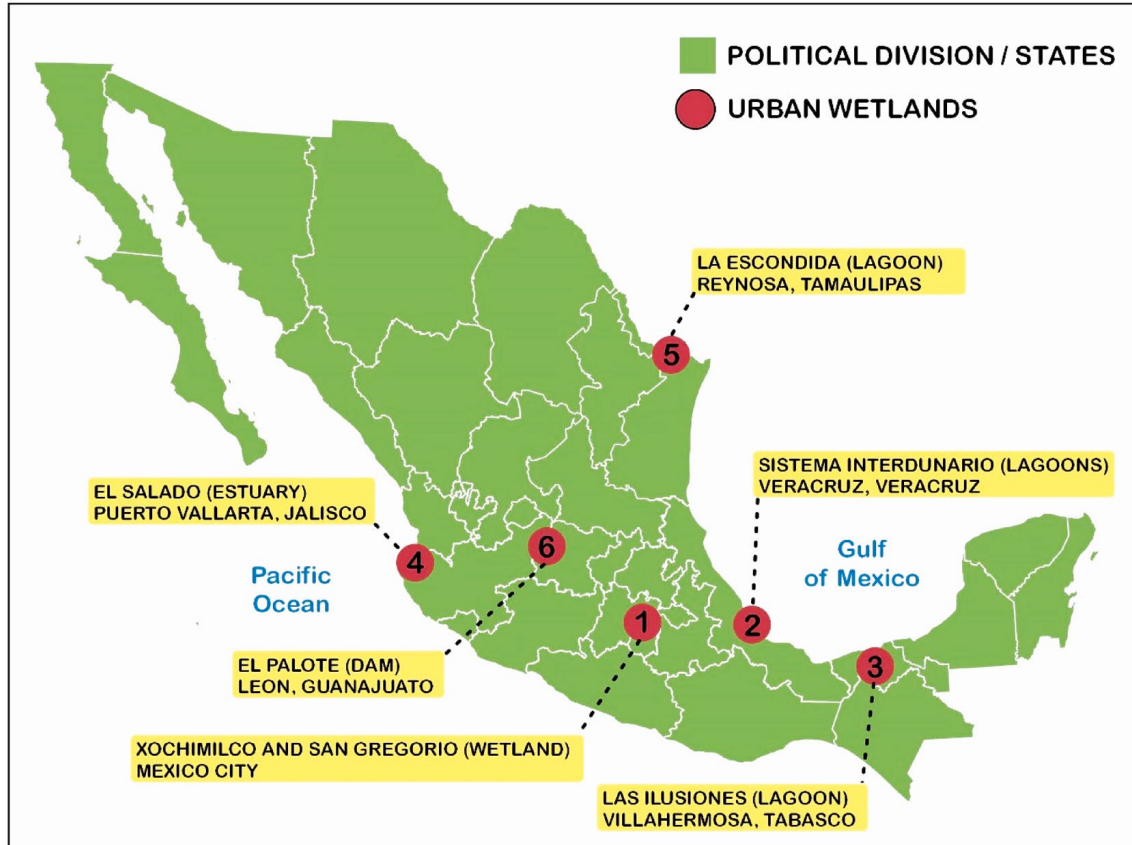 POLITICAL DIVISION / STATES
URBAN WETLANDS
LA ESCONDIDA (LAGOON)
REYNOSA, TAMAULIPAS
5
SISTEMA INTERDUNARIO (LAGOONS)
VERACRUZ, VERACRUZ
EL SALADO (ESTUARY)
PUERTO VALLARTA, JALISCO
6
4
Gulf
of Mexico
Pacific
Ocean
1
2
3
EL PALOTE (DAM)
LEON, GUANAJUATO
XOCHIMILCO AND SAN GREGORIO (WETLAND)
MEXICO CITY
LAS ILUSIONES (LAGOON)
VILLAHERMOSA, TABASCO